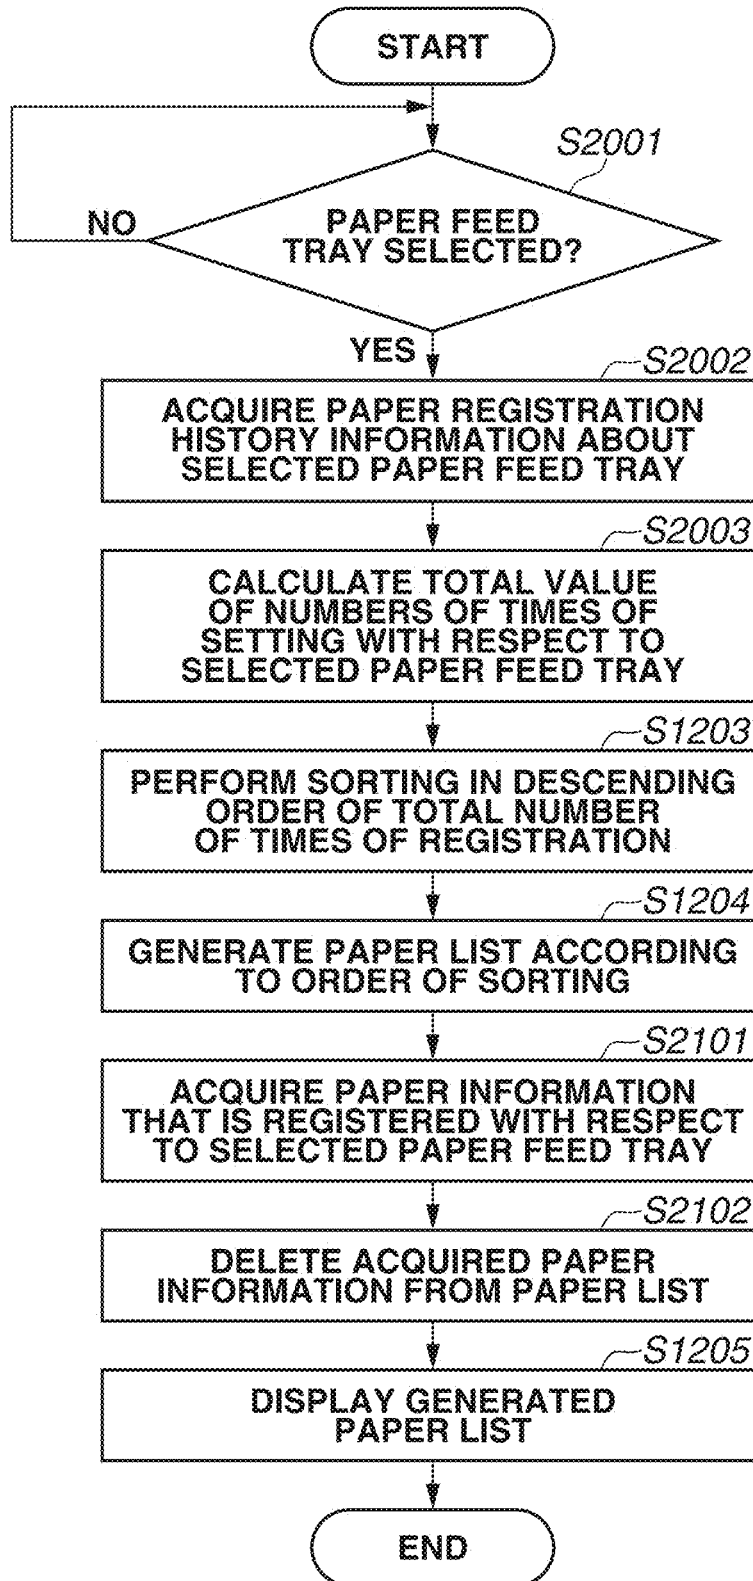 START
S2001
NO
PAPER FEED
TRAY SELECTED?
YES
S2002
ACQUIRE PAPER REGISTRATION
HISTORY INFORMATION ABOUT
SELECTED PAPER FEED TRAY
S2003
CALCULATE TOTAL VALUE
OF NUMBERS OF TIMES OF
SETTING WITH RESPECT TO
SELECTED PAPER FEED TRAY
S1203
PERFORM SORTING IN DESCENDING
ORDER OF TOTAL NUMBER
OF TIMES OF REGISTRATION
S1204
GENERATE PAPER LIST ACCORDING
TO ORDER OF SORTING
S2101
ACQUIRE PAPER INFORMATION
THAT IS REGISTERED WITH RESPECT
TO SELECTED PAPER FEED TRAY
S2102
DELETE ACQUIRED PAPER
INFORMATION FROM PAPER LIST
S1205
DISPLAY GENERATED
PAPER LIST
END